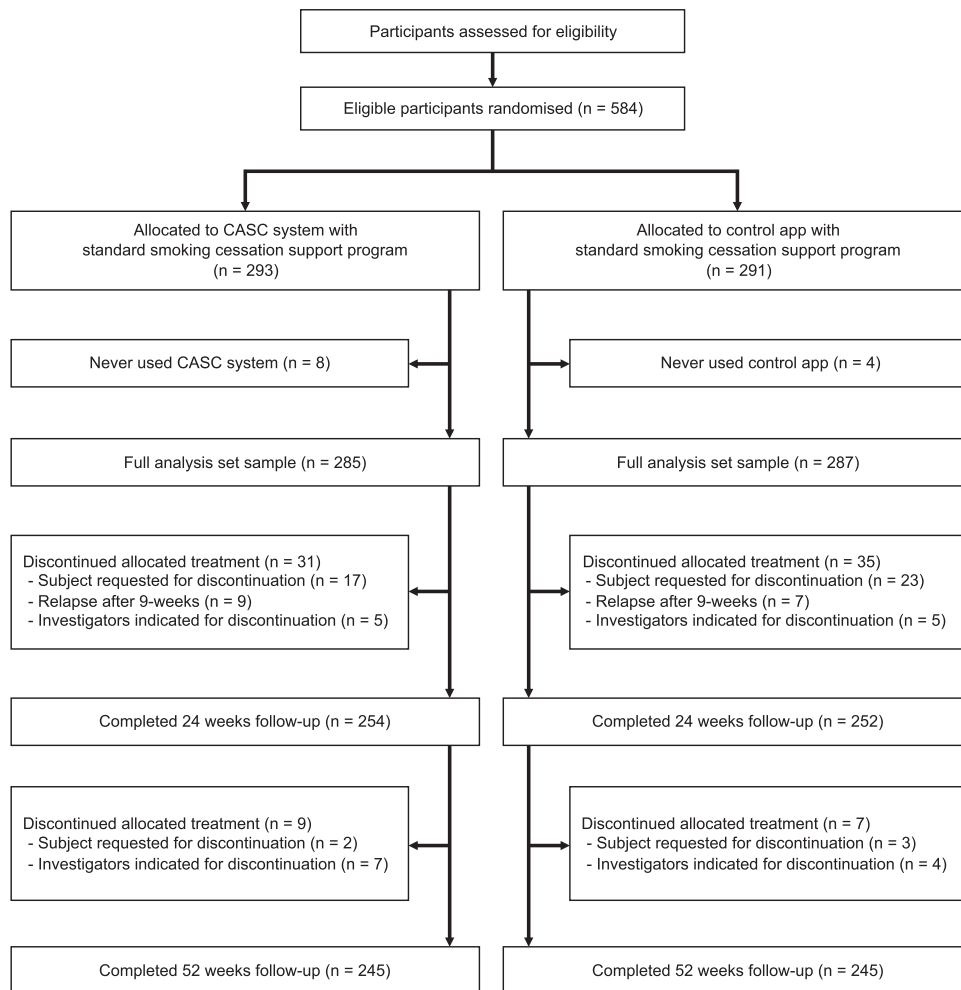 Participants assessed for eligibility
Eligible participants randomised (n = 584)
Allocated to CASC system with
standard smoking cessation support program
(n = 293)
Allocated to control app with
standard smoking cessation support program
(n = 291)
Never used CASC system (n = 8)
Never used control app (n = 4)
Full analysis set sample (n = 285)
Full analysis set sample (n = 287)
Discontinued allocated treatment (n = 31)
- Subject requested for discontinuation (n = 17)
- Relapse after 9-weeks (n = 9)
- Investigators indicated for discontinuation (n = 5)
Discontinued allocated treatment (n = 35)
- Subject requested for discontinuation (n = 23)
- Relapse after 9-weeks (n = 7)
- Investigators indicated for discontinuation (n = 5)
Completed 24 weeks follow-up (n = 254)
Completed 24 weeks follow-up (n = 252)
Discontinued allocated treatment (n = 9)
- Subject requested for discontinuation (n = 2)
- Investigators indicated for discontinuation (n = 7)
Discontinued allocated treatment (n = 7)
- Subject requested for discontinuation (n = 3)
- Investigators indicated for discontinuation (n = 4)
Completed 52 weeks follow-up (n = 245)
Completed 52 weeks follow-up (n = 245)